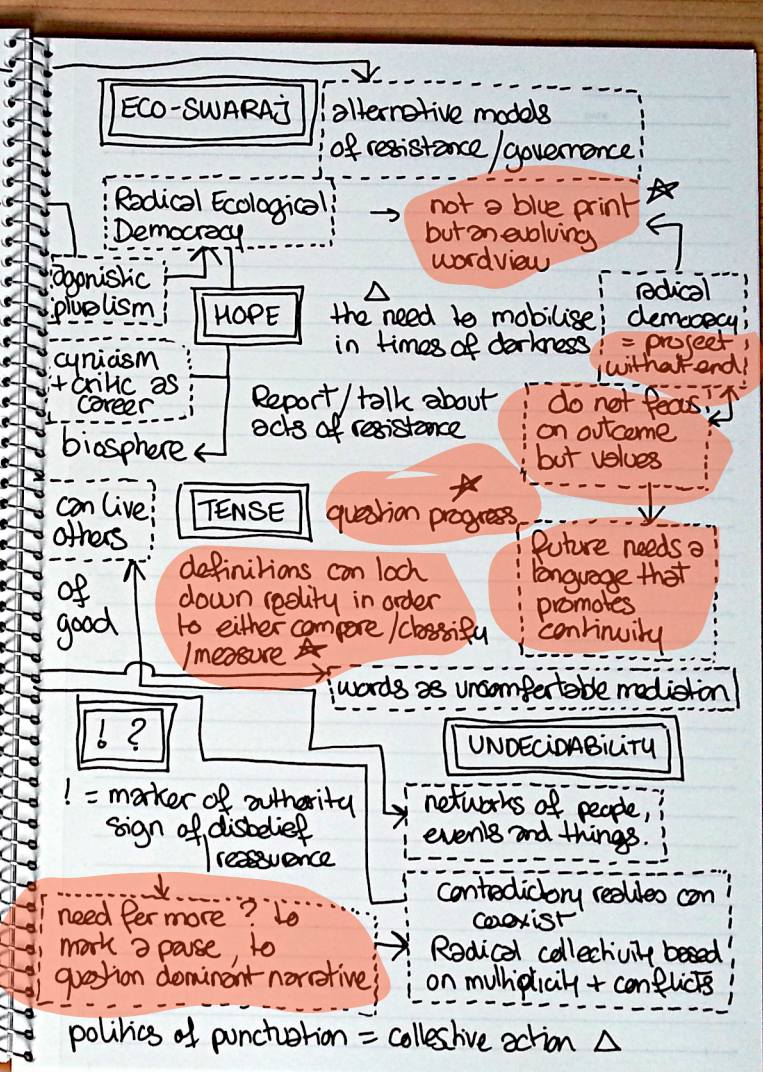 ECO-SWARAJ
alternative models
of resistance/governance
Radical Ecological
Democracy
→ not a blue print
but an evolving
wordview
agonistic
pluralism
HOPE
the need to mobilise
in times of darkness
radical
democracy
= project
without end
cynicism
+ critic as
career
biosphere
Report/talk about
acts of resistance
do not focus
on outcome
but values
can live
others
TENSE
question progress
future needs a
language that
promotes
continuity
of
good
definitions can lock
down reality in order
to either compare/classify
/measure
words as uncomfertable mediation
! ?
UNDECIDABILITY
! = marker of authority
sign of disbelief
/reassurance
networks of people,
events and things.
need for more ? to
mark a pause, to
question dominant narrative
contradictory realites can
coexist
Radical collectivity based
on multiplicity + conflicts
politics of punctuation = collective action △